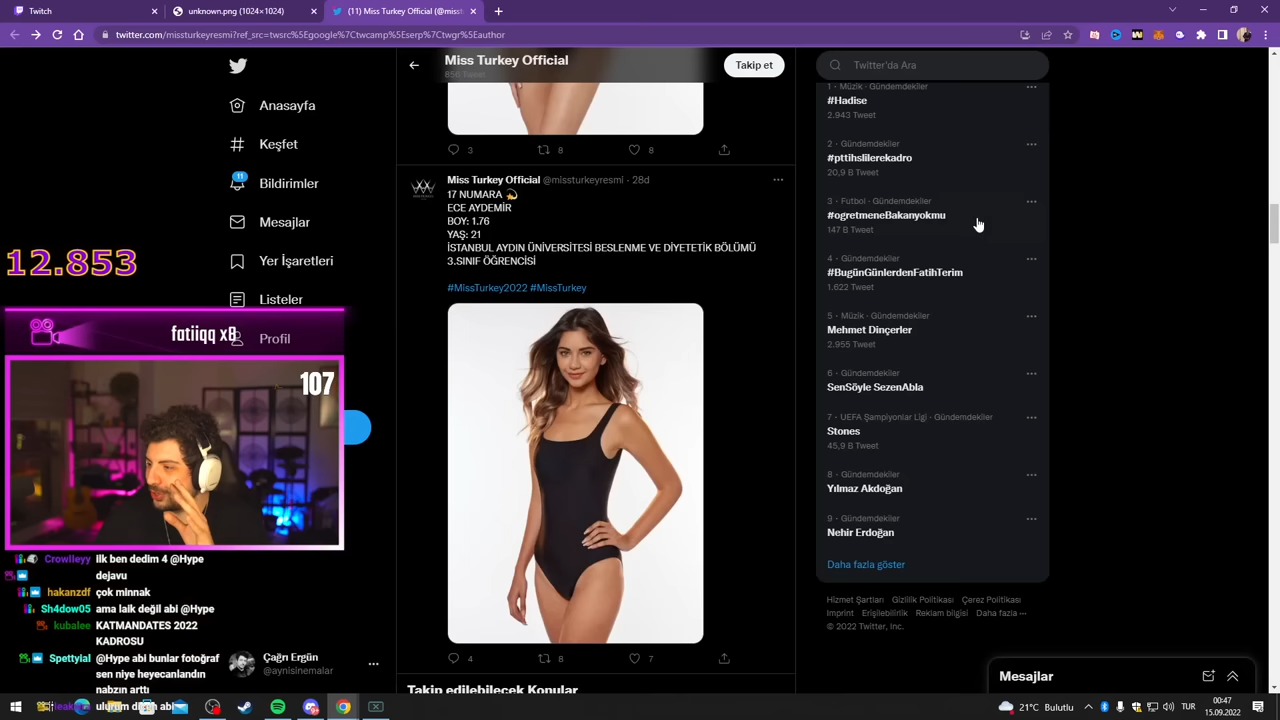 Twitch
unknown.png (1024×1024)
(11) Miss Turkey Official (@misstur
twitter.com/missturkeyresmi?ref_src=twsrc%5Egoogle%7Ctwcamp%5Eserp%7Ctwgr%5Eauthor
Anasayfa
Keşfet
11
Bildirimler
Mesajlar
Yer İşaretleri
Listeler
Profil
12.853
fatiiqq x8
107
Crowlleyy ilk ben dedim 4 @Hype
dejavu
hakanzdf çok minnak
Sh4dow05 ama laik değil abi @Hype
kubalee KATMANDATES 2022
KADROSU
Spettyial @Hype abi bunlar fotoğraf
sen niye heyecanlandın
nabzın arttı
Çağrı Ergün
@aynisinemalar
Miss Turkey Official
856 Tweet
Takip et
3
8
8
Miss Turkey Official @missturkeyresmi · 28d
17 NUMARA
ECE AYDEMİR
BOY: 1.76
YAŞ: 21
İSTANBUL AYDIN ÜNİVERSİTESİ BESLENME VE DİYETETİK BÖLÜMÜ
3.SINIF ÖĞRENCİSİ
#MissTurkey2022 #MissTurkey
4
8
7
Takip edilebilecek Konular
Twitter'da Ara
1 · Müzik · Gündemdekiler
#Hadise
2.943 Tweet
2 · Gündemdekiler
#pttihslilerekadro
20,9 B Tweet
3 · Futbol · Gündemdekiler
#ogretmeneBakanyokmu
147 B Tweet
4 · Gündemdekiler
#BugünGünlerdenFatihTerim
1.622 Tweet
5 · Müzik · Gündemdekiler
Mehmet Dinçerler
2.955 Tweet
6 · Gündemdekiler
SenSöyle SezenAbla
7 · UEFA Şampiyonlar Ligi · Gündemdekiler
Stones
45,9 B Tweet
8 · Gündemdekiler
Yılmaz Akdoğan
9 · Gündemdekiler
Nehir Erdoğan
Daha fazla göster
Hizmet Şartları Gizlilik Politikası Çerez Politikası
Imprint Erişilebilirlik Reklam bilgisi Daha fazla ···
© 2022 Twitter, Inc.
Mesajlar
21°C Bulutlu
TUR
00:47
15.09.2022